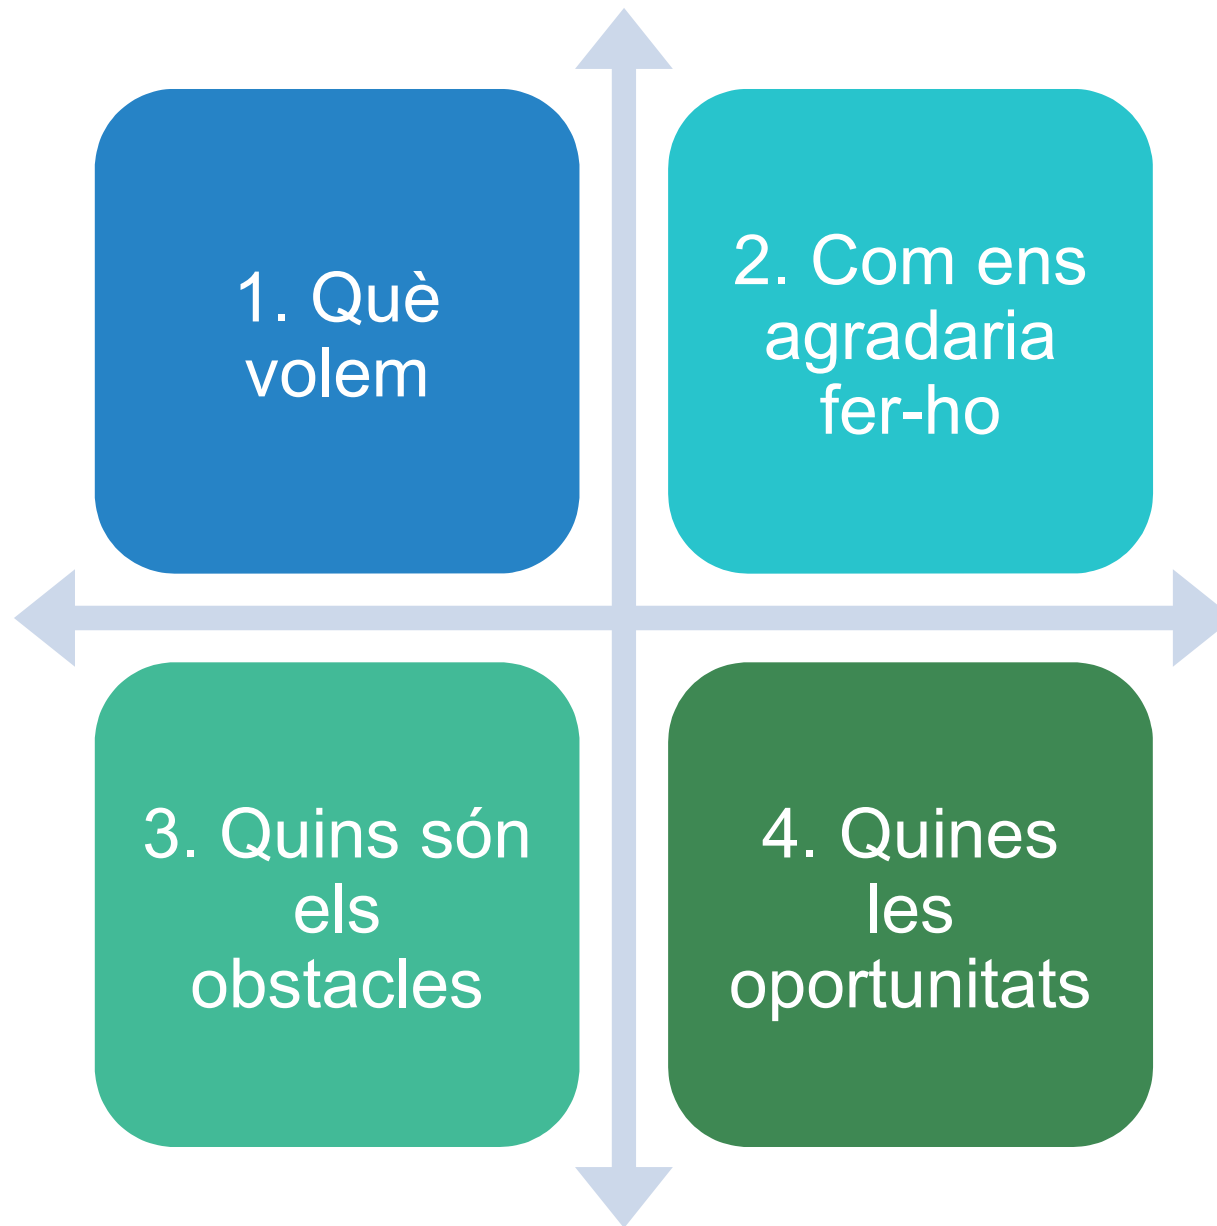 1. Què
volem
2. Com ens
agradaria
fer-ho
3. Quins són
els
obstacles
4. Quines
les
oportunitats